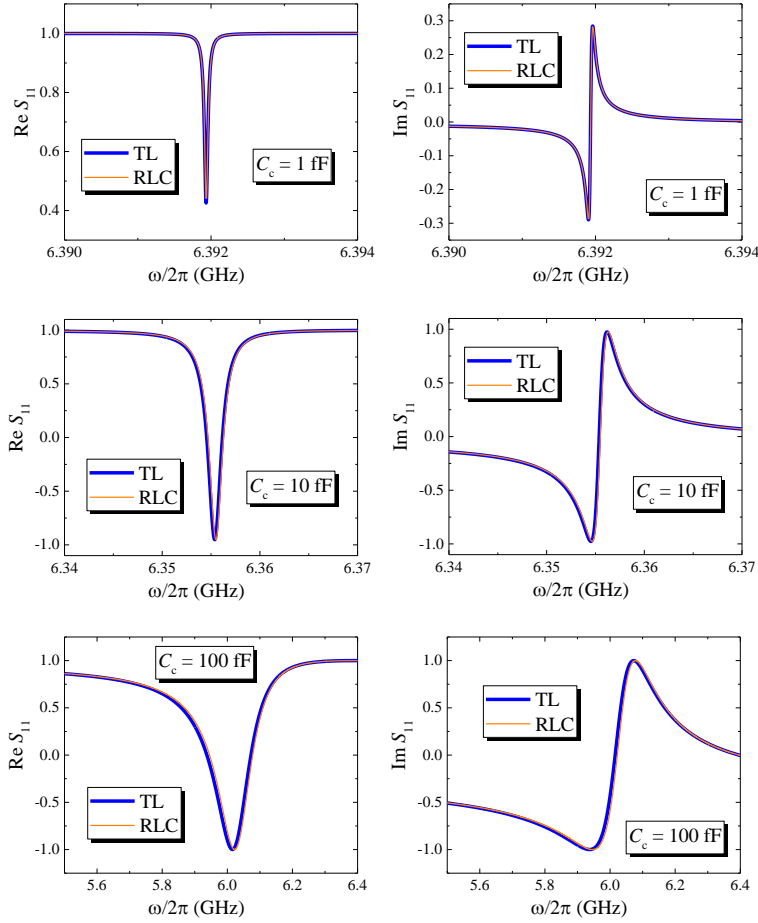 1.0
0.8
0.6
0.4
Re S₁₁
TL
RLC
C_c = 1 fF
6.390
6.392
6.394
ω/2π (GHz)
0.3
0.2
0.1
0.0
-0.1
-0.2
-0.3
Im S₁₁
TL
RLC
C_c = 1 fF
6.390
6.392
6.394
ω/2π (GHz)
1.0
0.5
0.0
-0.5
-1.0
Re S₁₁
TL
RLC
C_c = 10 fF
6.34
6.35
6.36
6.37
ω/2π (GHz)
1.0
0.5
0.0
-0.5
-1.0
Im S₁₁
TL
RLC
C_c = 10 fF
6.34
6.35
6.36
6.37
ω/2π (GHz)
1.0
0.5
0.0
-0.5
-1.0
Re S₁₁
C_c = 100 fF
TL
RLC
5.6
5.8
6.0
6.2
6.4
ω/2π (GHz)
1.0
0.5
0.0
-0.5
-1.0
Im S₁₁
TL
RLC
C_c = 100 fF
5.6
5.8
6.0
6.2
6.4
ω/2π (GHz)